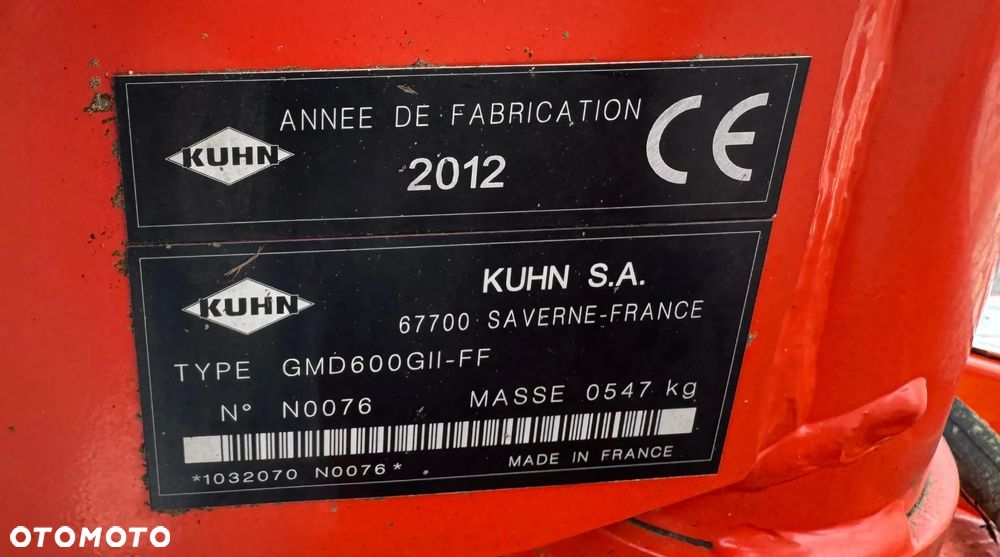 ANNEE DE FABRICATION
KUHN
2012
CE
KUHN
KUHN S.A.
67700 SAVERNE-FRANCE
TYPE GMD600GII-FF
N° N0076 MASSE 0547 kg
*1032070 N0076* MADE IN FRANCE
OTOMOTO